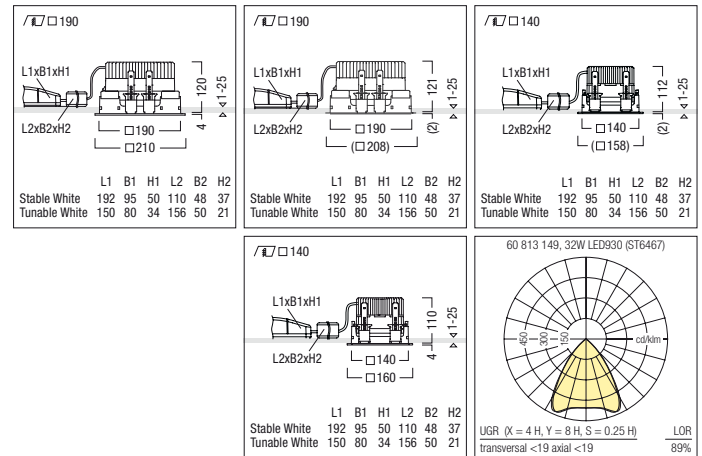 □190
L1xB1xH1
L2xB2xH2
120
4
1-25
□190
□210
L1 B1 H1 L2 B2 H2
Stable White 192 95 50 110 48 37
Tunable White 150 80 34 156 50 21
□190
L1xB1xH1
L2xB2xH2
121
(2)
1-25
□190
(□208)
L1 B1 H1 L2 B2 H2
Stable White 192 95 50 110 48 37
Tunable White 150 80 34 156 50 21
□140
L1xB1xH1
L2xB2xH2
112
(2)
1-25
□140
(□158)
L1 B1 H1 L2 B2 H2
Stable White 192 95 50 110 48 37
Tunable White 150 80 34 156 50 21
□140
L1xB1xH1
L2xB2xH2
110
4
1-25
□140
□160
L1 B1 H1 L2 B2 H2
Stable White 192 95 50 110 48 37
Tunable White 150 80 34 156 50 21
60 813 149, 32W LED930 (ST6467)
450 300 150 cd/klm
UGR (X = 4 H, Y = 8 H, S = 0.25 H) LOR
transversal <19 axial <19 89%